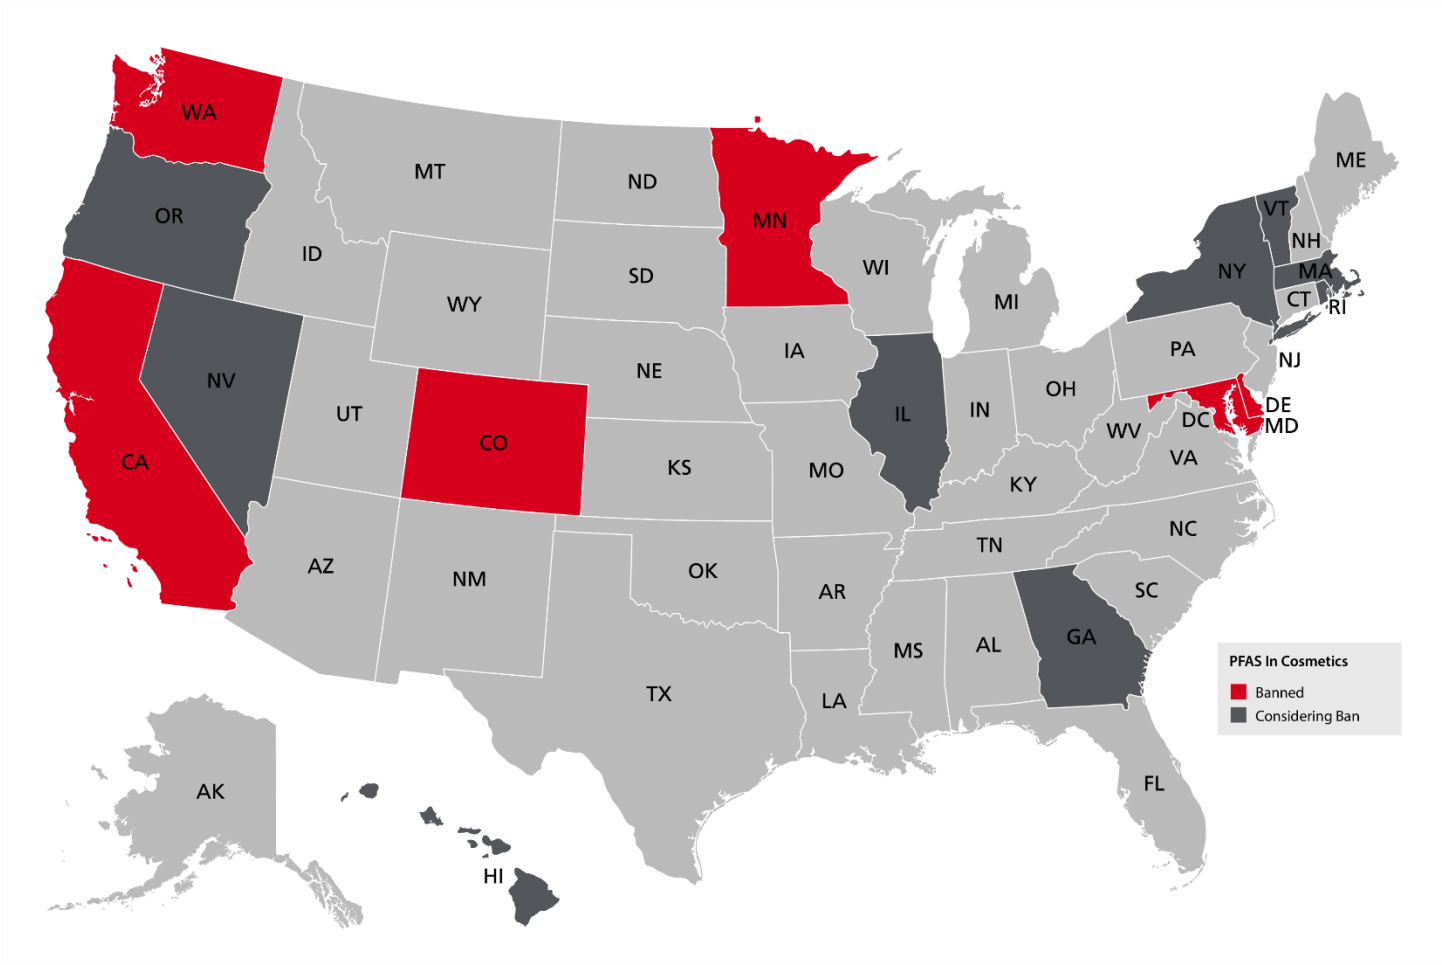 WA
ME
MT
ND
OR
VT
MN
NH
ID
WI
NY
MA
SD
CT
WY
MI
RI
IA
PA
NJ
NE
NV
OH
UT
IL
IN
DE
CO
DC
MD
WV
CA
KS
MO
VA
KY
NC
TN
AZ
OK
NM
AR
SC
GA
AL
MS
TX
LA
PFAS In Cosmetics
Banned
Considering Ban
FL
AK
HI